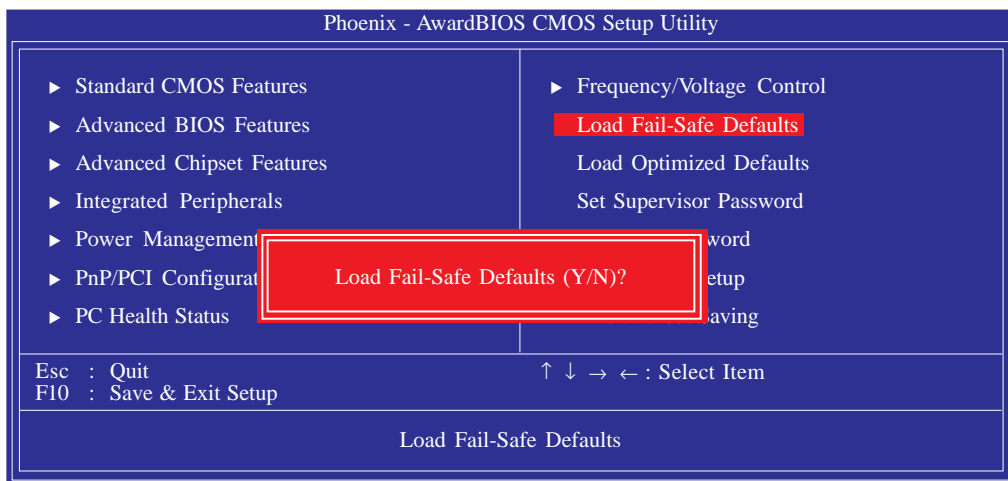 Phoenix - AwardBIOS CMOS Setup Utility
▶ Standard CMOS Features
▶ Advanced BIOS Features
▶ Advanced Chipset Features
▶ Integrated Peripherals
▶ Power Management
▶ PnP/PCI Configurat
▶ PC Health Status
▶ Frequency/Voltage Control
Load Fail-Safe Defaults
Load Optimized Defaults
Set Supervisor Password
word
etup
aving
Load Fail-Safe Defaults (Y/N)?
Esc : Quit
F10 : Save & Exit Setup
↑ ↓ → ← : Select Item
Load Fail-Safe Defaults